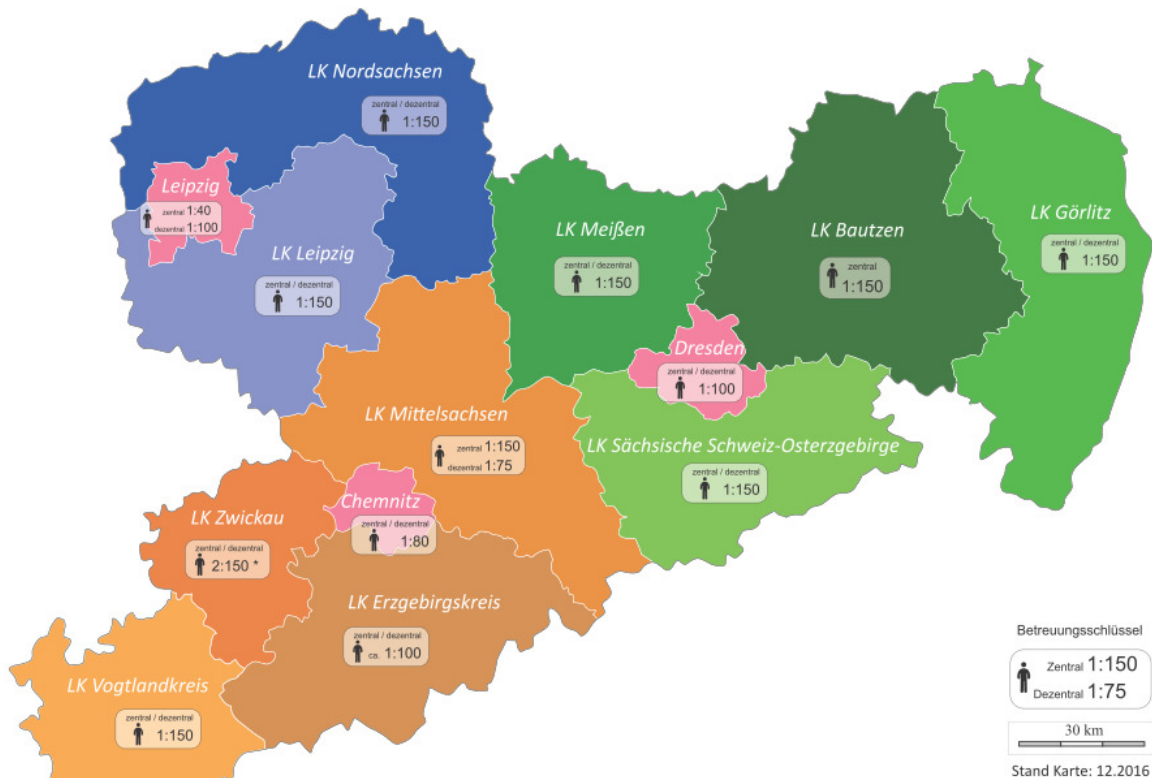 LK Nordsachsen
zentral / dezentral
1:150
Leipzig
zentral 1:40
dezentral 1:100
LK Leipzig
zentral / dezentral
1:150
LK Meißen
zentral / dezentral
1:150
LK Bautzen
zentral
1:150
LK Görlitz
zentral / dezentral
1:150
Dresden
zentral / dezentral
1:100
LK Mittelsachsen
zentral 1:150
dezentral 1:75
LK Sächsische Schweiz-Osterzgebirge
zentral / dezentral
1:150
Chemnitz
zentral / dezentral
1:80
LK Zwickau
zentral / dezentral
2:150 *
LK Erzgebirgskreis
zentral / dezentral
ca. 1:100
LK Vogtlandkreis
zentral / dezentral
1:150
Betreuungsschlüssel
Zentral 1:150
Dezentral 1:75
30 km
Stand Karte: 12.2016